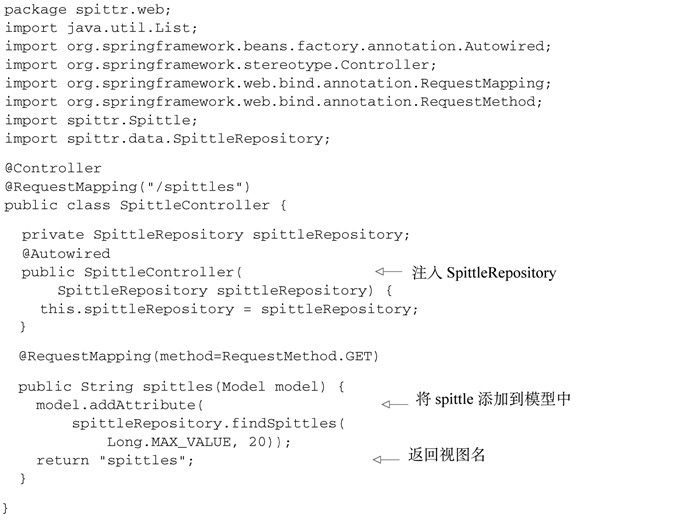 package spittr.web;
import java.util.List;
import org.springframework.beans.factory.annotation.Autowired;
import org.springframework.stereotype.Controller;
import org.springframework.web.bind.annotation.RequestMapping;
import org.springframework.web.bind.annotation.RequestMethod;
import spittr.Spittle;
import spittr.data.SpittleRepository;
@Controller
@RequestMapping("/spittles")
public class SpittleController {
private SpittleRepository spittleRepository;
@Autowired
public SpittleController( 注入 SpittleRepository
SpittleRepository spittleRepository) {
this.spittleRepository = spittleRepository;
}
@RequestMapping(method=RequestMethod.GET)
public String spittles(Model model) {
model.addAttribute( 将 spittle 添加到模型中
spittleRepository.findSpittles(
Long.MAX_VALUE, 20));
return "spittles"; 返回视图名
}
}